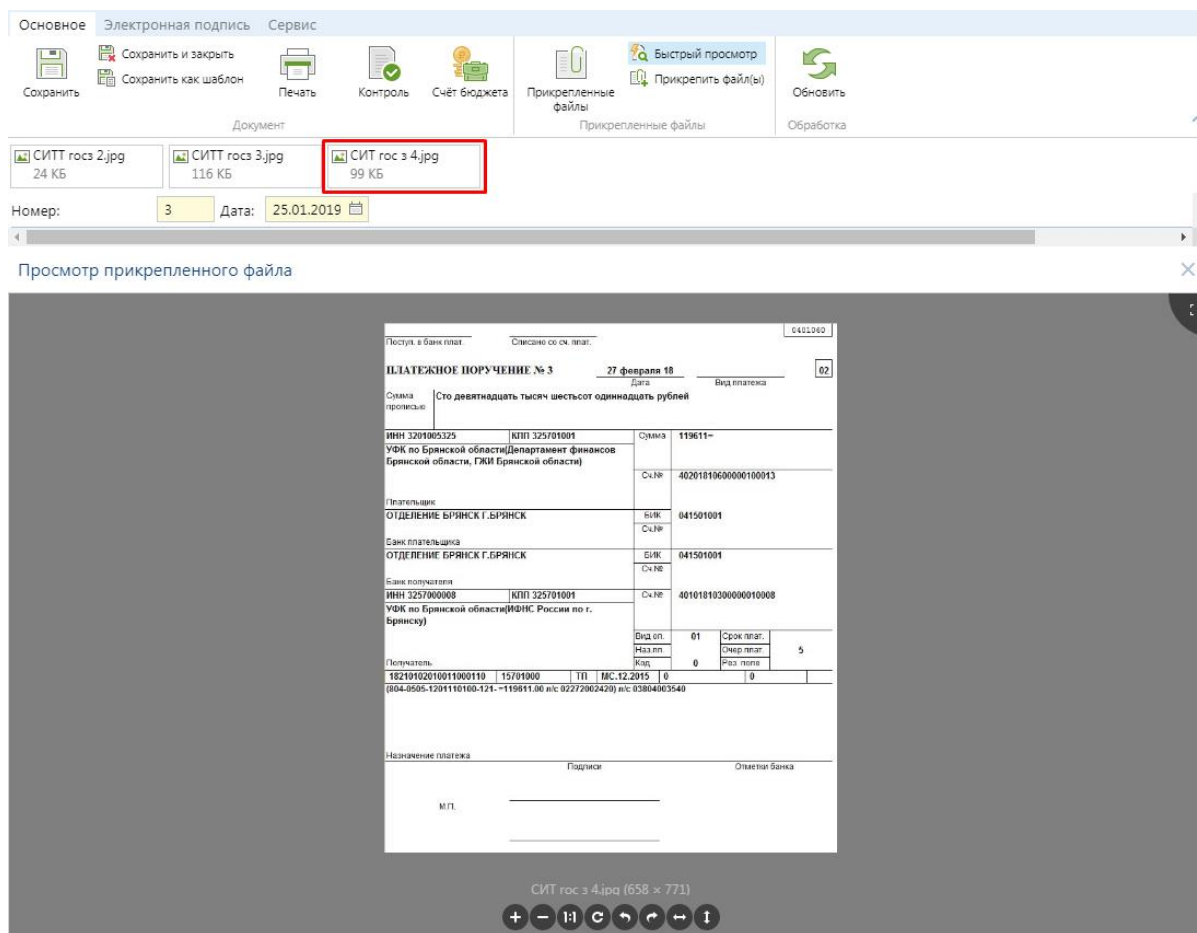 Основное Электронная подпись Сервис
Сохранить
Сохранить и закрыть
Сохранить как шаблон
Печать
Контроль
Счёт бюджета
Прикрепленные файлы
Быстрый просмотр
Прикрепить файл(ы)
Обновить
Документ Прикрепленные файлы Обработка
СИТТ госз 2.jpg СИТТ госз 3.jpg СИТ гос з 4.jpg
24 КБ 116 КБ 99 КБ
Номер: 3 Дата: 25.01.2019
Просмотр прикрепленного файла
0401060
Поступ. в банк плат. Списано со сч. плат.
ПЛАТЕЖНОЕ ПОРУЧЕНИЕ № 3 27 февраля 18 02
Дата Вид платежа
Сумма прописью Сто девятнадцать тысяч шестьсот одиннадцать рублей
ИНН 3201005325 КПП 325701001 Сумма 119611=
УФК по Брянской области(Департамент финансов
Брянской области, ГЖИ Брянской области)
Сч.№ 40201810600000100013
Плательщик
ОТДЕЛЕНИЕ БРЯНСК Г.БРЯНСК БИК 041501001
Сч.№
Банк плательщика
ОТДЕЛЕНИЕ БРЯНСК Г.БРЯНСК БИК 041501001
Сч.№
Банк получателя
ИНН 3257000008 КПП 325701001 Сч.№ 40101810300000010008
УФК по Брянской области(ИФНС России по г.
Брянску)
Вид оп. 01 Срок плат.
Наз.пл. Очер.плат. 5
Получатель Код 0 Рез. поле
18210102010011000110 15701000 ТП МС.12.2015 0 0
(804-0505-1201110100-121- =119611.00 л/с 02272002420) л/с 03804003540
Назначение платежа
Подписи Отметки банка
М.П.
СИТ гос з 4.jpg (658 × 771)
1:1